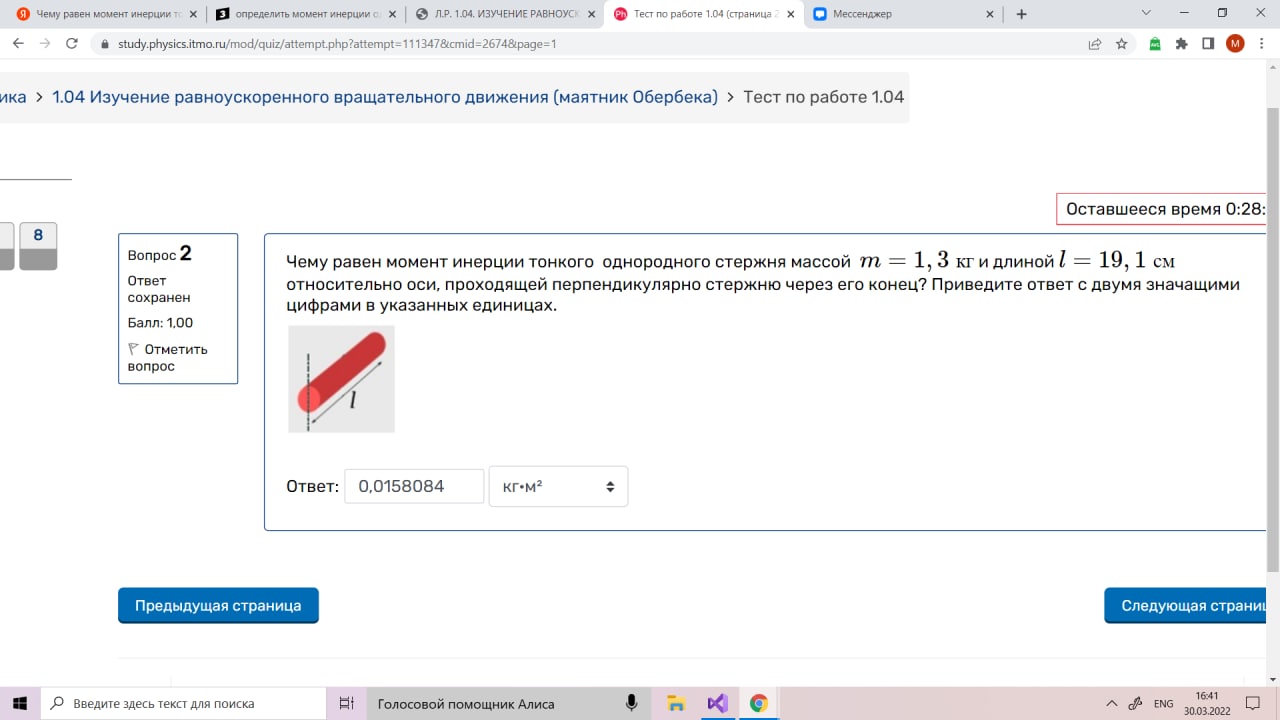 Чему равен момент инерции то
определить момент инерции о
Л.Р. 1.04. ИЗУЧЕНИЕ РАВНОУСК
Тест по работе 1.04 (страница 2
Мессенджер
study.physics.itmo.ru/mod/quiz/attempt.php?attempt=111347&cmid=2674&page=1
ика > 1.04 Изучение равноускоренного вращательного движения (маятник Обербека) > Тест по работе 1.04
Оставшееся время 0:28:
8
Вопрос 2
Ответ
сохранен
Балл: 1,00
Отметить
вопрос
Чему равен момент инерции тонкого однородного стержня массой m = 1, 3 кг и длиной l = 19, 1 см
относительно оси, проходящей перпендикулярно стержню через его конец? Приведите ответ с двумя значащими
цифрами в указанных единицах.
l
Ответ: 0,0158084 кг•м²
Предыдущая страница
Следующая страниц
Введите здесь текст для поиска
Голосовой помощник Алиса
ENG
16:41
30.03.2022